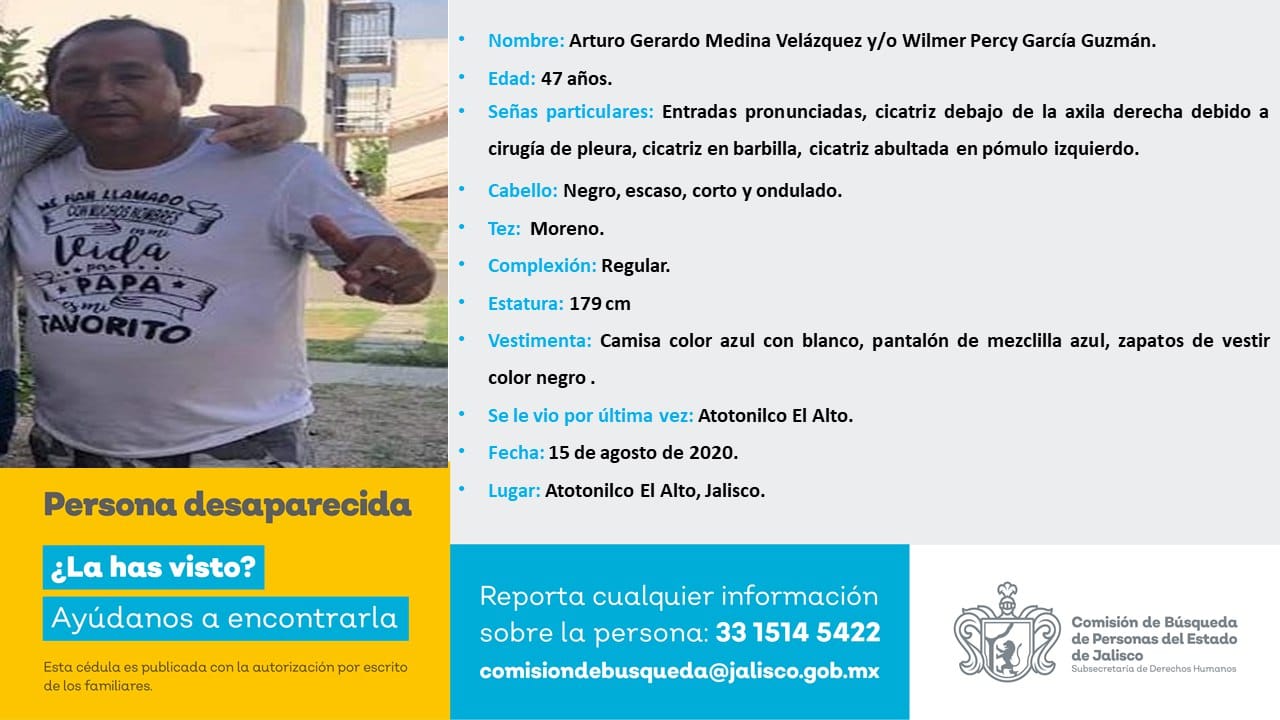 ME HAN LLAMADO
CON MUCHOS NOMBRES
en mi
Vida
pero
PAPA
es mi
FAVORITO
Persona desaparecida
¿La has visto?
Ayúdanos a encontrarla
Esta cédula es publicada con la autorización por escrito
de los familiares.
• Nombre: Arturo Gerardo Medina Velázquez y/o Wilmer Percy García Guzmán.
• Edad: 47 años.
• Señas particulares: Entradas pronunciadas, cicatriz debajo de la axila derecha debido a
cirugía de pleura, cicatriz en barbilla, cicatriz abultada en pómulo izquierdo.
• Cabello: Negro, escaso, corto y ondulado.
• Tez: Moreno.
• Complexión: Regular.
• Estatura: 179 cm
• Vestimenta: Camisa color azul con blanco, pantalón de mezclilla azul, zapatos de vestir
color negro .
• Se le vio por última vez: Atotonilco El Alto.
• Fecha: 15 de agosto de 2020.
• Lugar: Atotonilco El Alto, Jalisco.
Reporta cualquier información
sobre la persona: 33 1514 5422
comisiondebusqueda@jalisco.gob.mx
Comisión de Búsqueda
de Personas del Estado
de Jalisco
Subsecretaría de Derechos Humanos